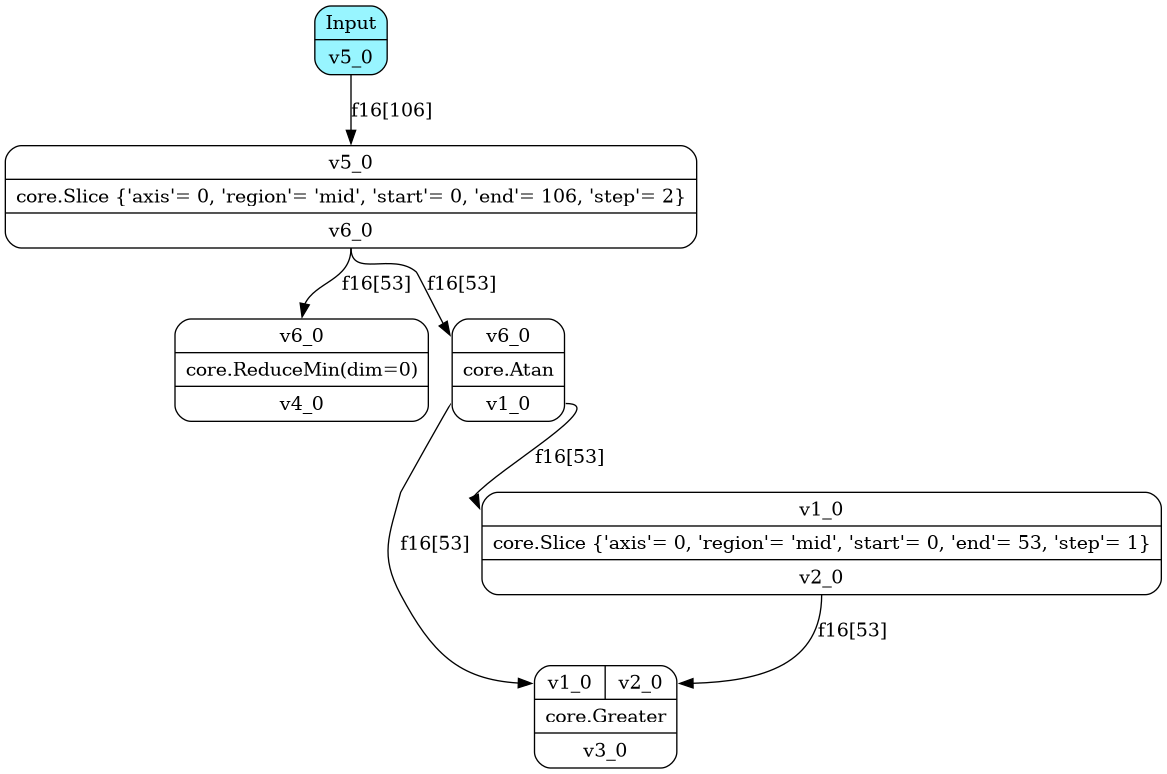 Input
v5_0
f16[106]
v5_0
core.Slice {'axis'= 0, 'region'= 'mid', 'start'= 0, 'end'= 106, 'step'= 2}
v6_0
f16[53]
f16[53]
v6_0
core.ReduceMin(dim=0)
v4_0
v6_0
core.Atan
v1_0
f16[53]
f16[53]
v1_0
core.Slice {'axis'= 0, 'region'= 'mid', 'start'= 0, 'end'= 53, 'step'= 1}
v2_0
f16[53]
v1_0 v2_0
core.Greater
v3_0